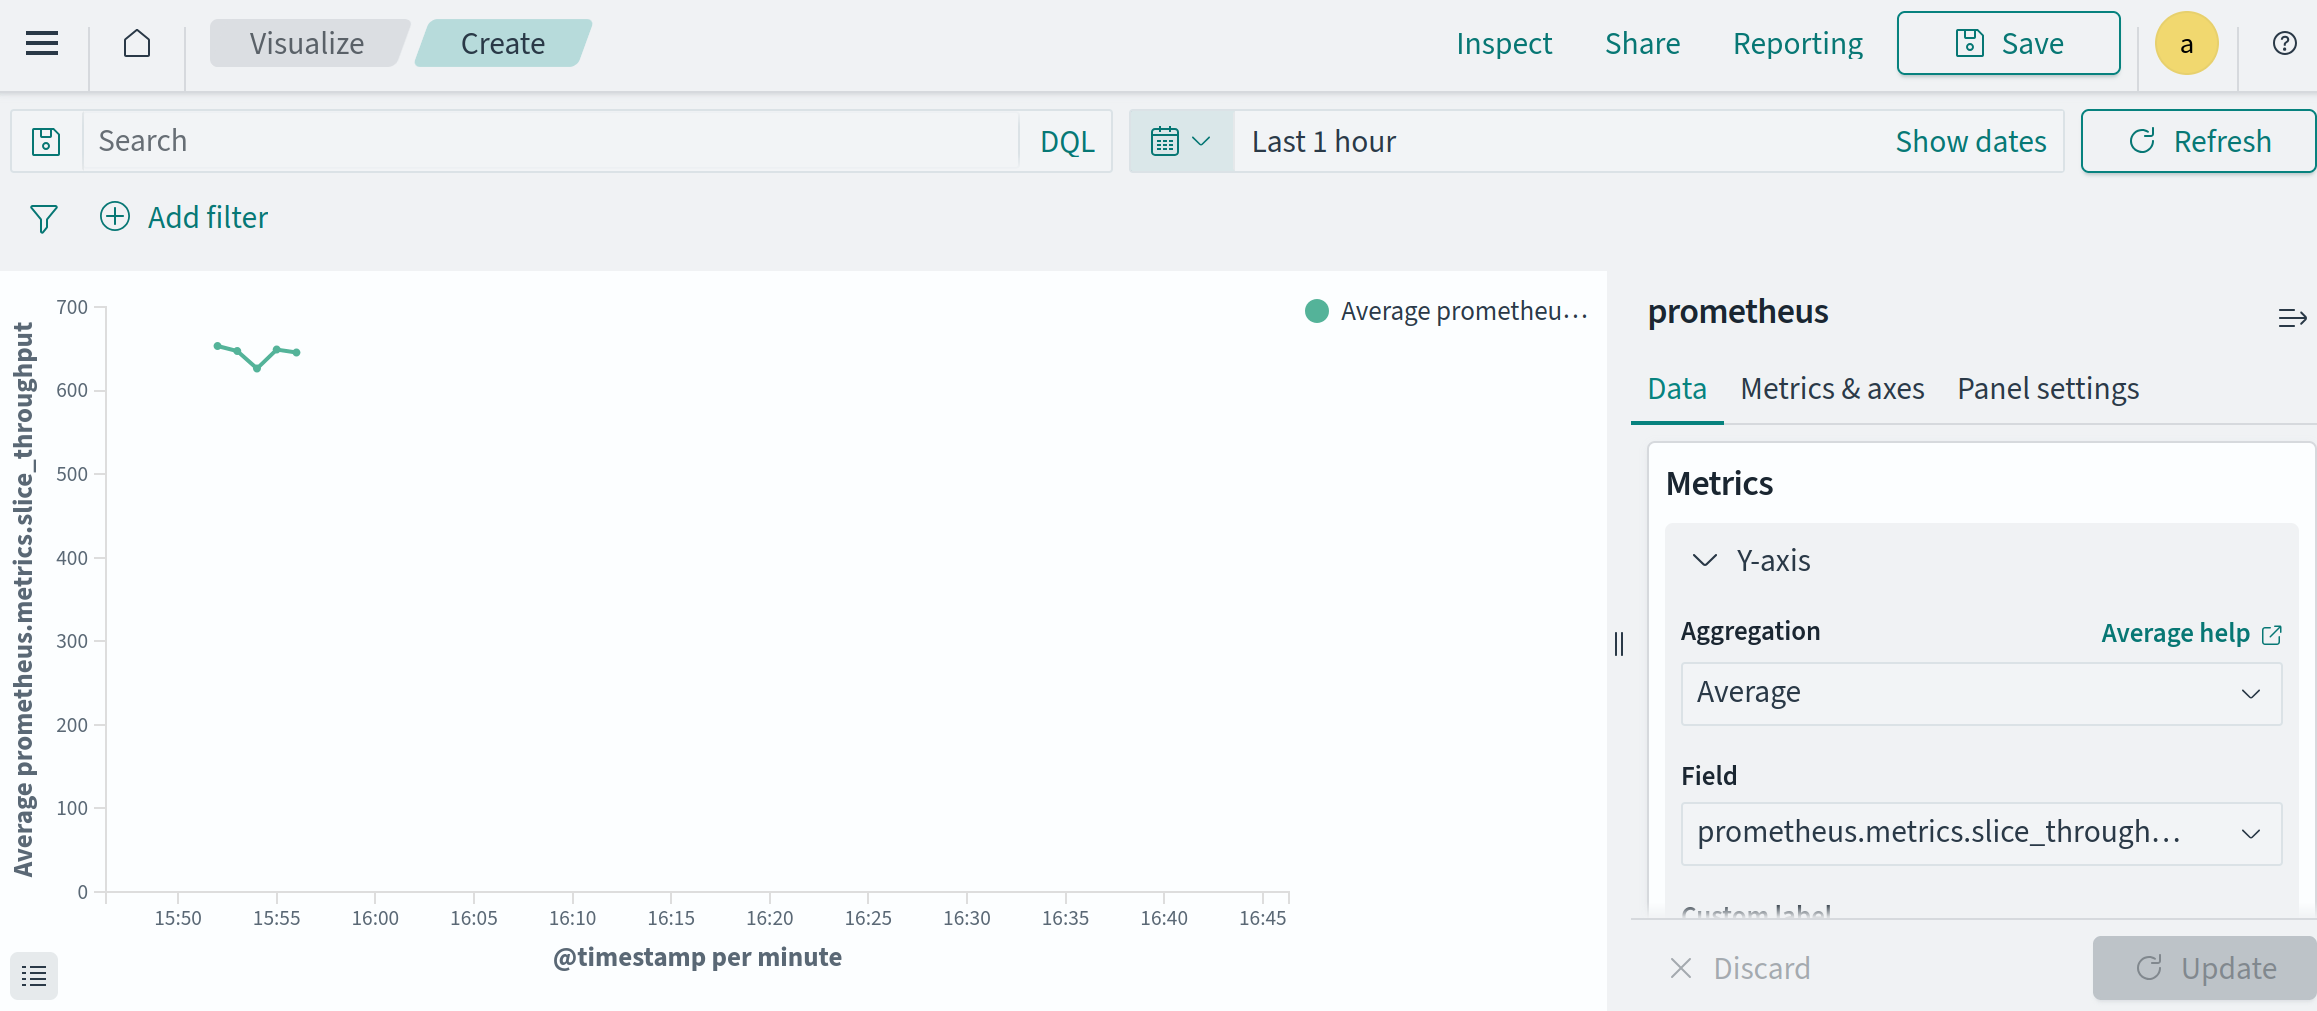 Visualize
Create
Inspect
Share
Reporting
Save
a
Search
DQL
Last 1 hour
Show dates
Refresh
Add filter
Average prometheus.metrics.slice_throughput
700
600
500
400
300
200
100
0
15:50
15:55
16:00
16:05
16:10
16:15
16:20
16:25
16:30
16:35
16:40
16:45
@timestamp per minute
Average prometheu…
prometheus
Data
Metrics & axes
Panel settings
Metrics
Y-axis
Aggregation
Average help
Average
Field
prometheus.metrics.slice_through…
Custom label
Discard
Update